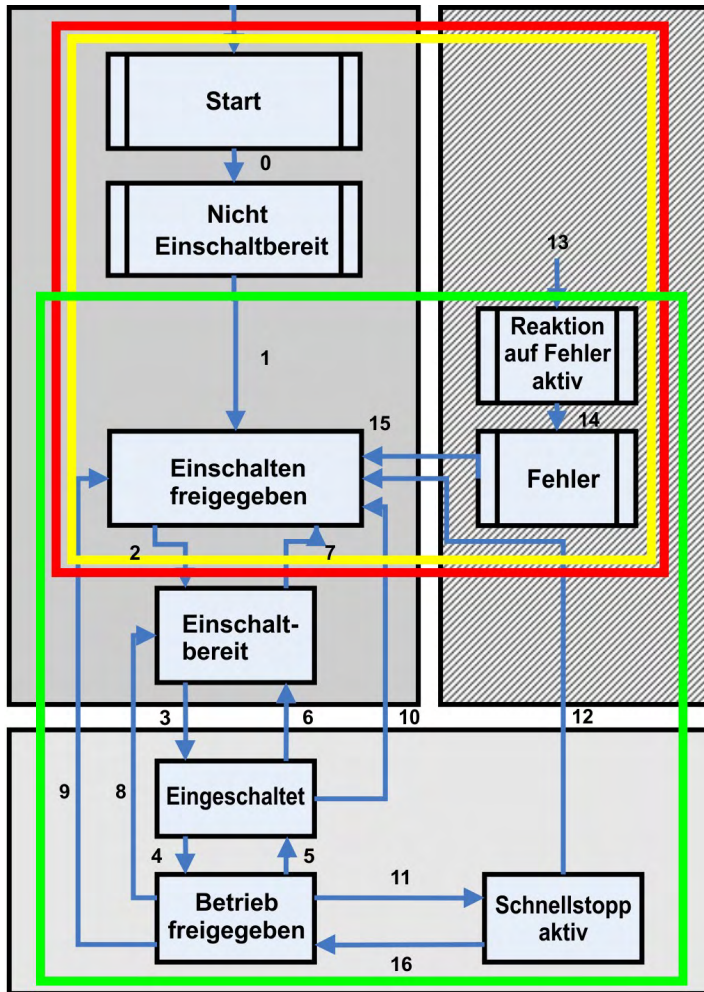 Start
0
Nicht
Einschaltbereit
13
Reaktion
auf Fehler
aktiv
1
15
14
Einschalten
freigegeben
Fehler
2
7
Einschalt-
bereit
3
6
10
12
9
8
Eingeschaltet
4
5
11
Betrieb
freigegeben
Schnellstopp
aktiv
16